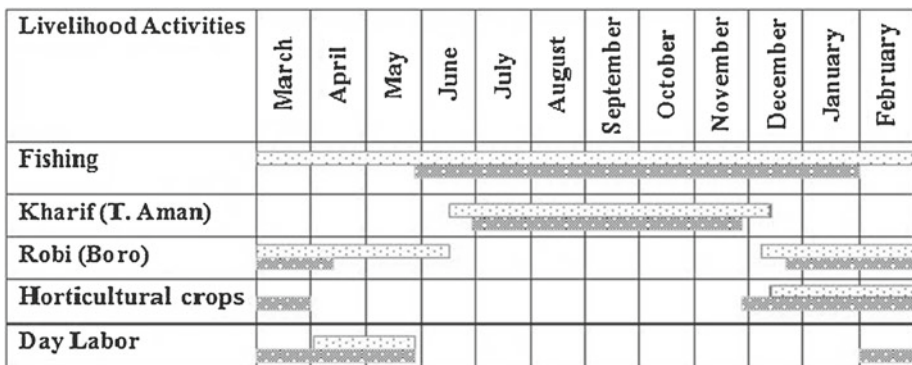 Livelihood Activities
March
April
May
June
July
August
September
October
November
December
January
February
Fishing
Kharif (T. Aman)
Robi (Boro)
Horticultural crops
Day Labor